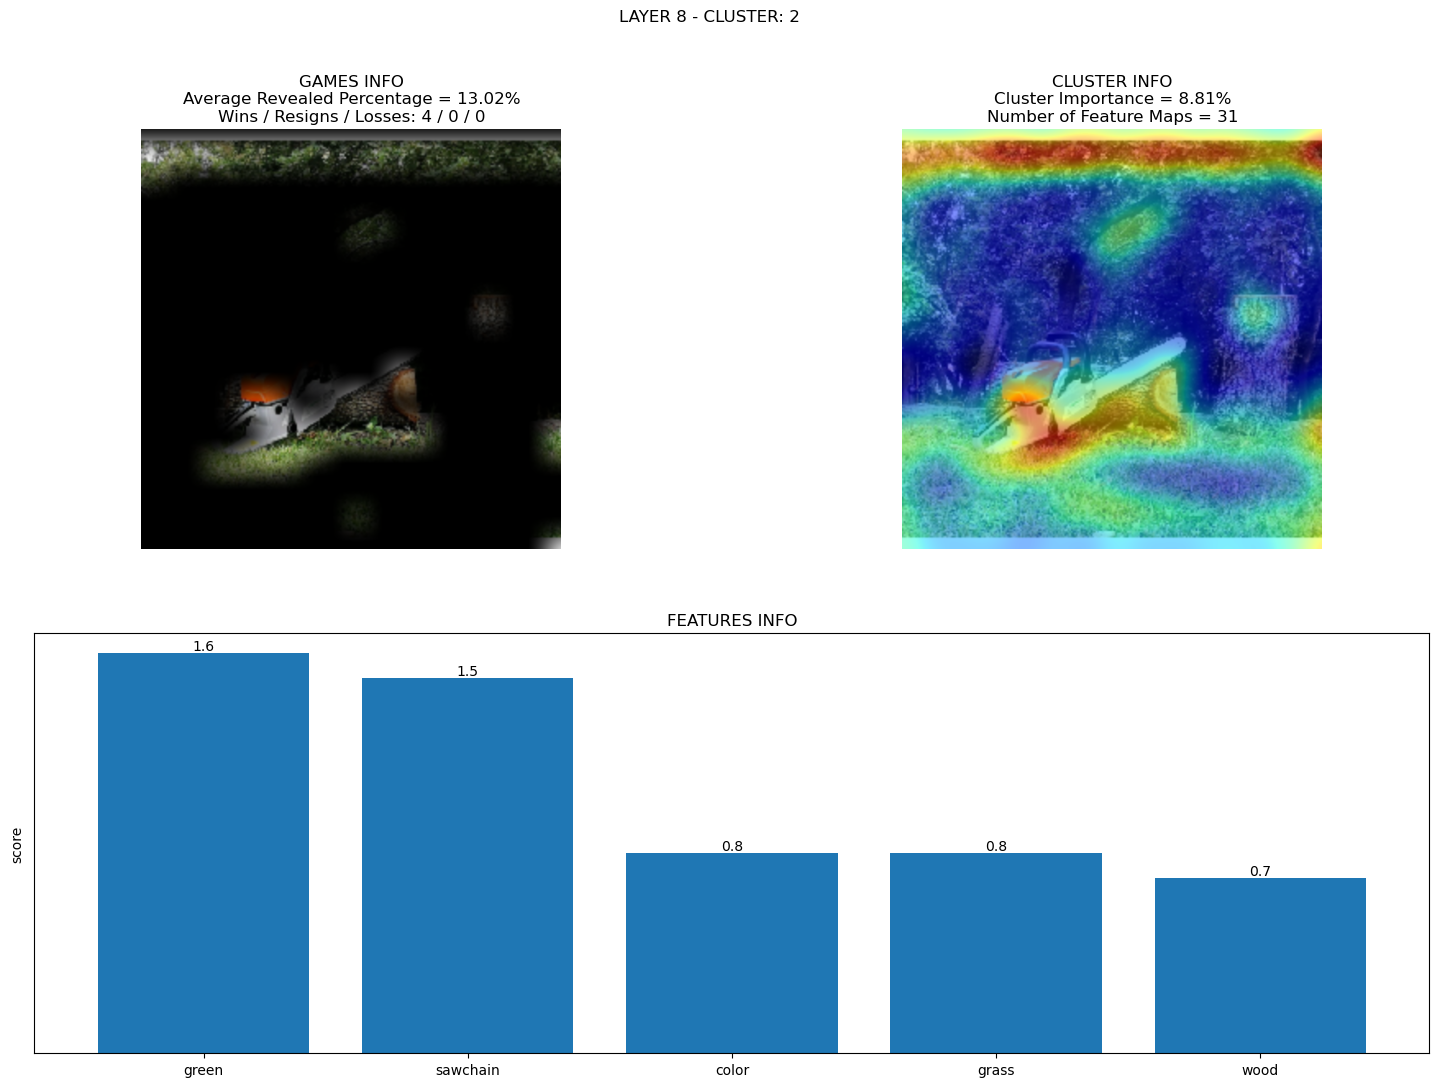 LAYER 8 - CLUSTER: 2
GAMES INFO
Average Revealed Percentage = 13.02%
Wins / Resigns / Losses: 4 / 0 / 0
CLUSTER INFO
Cluster Importance = 8.81%
Number of Feature Maps = 31
FEATURES INFO
score
1.6
1.5
0.8
0.8
0.7
green
sawchain
color
grass
wood